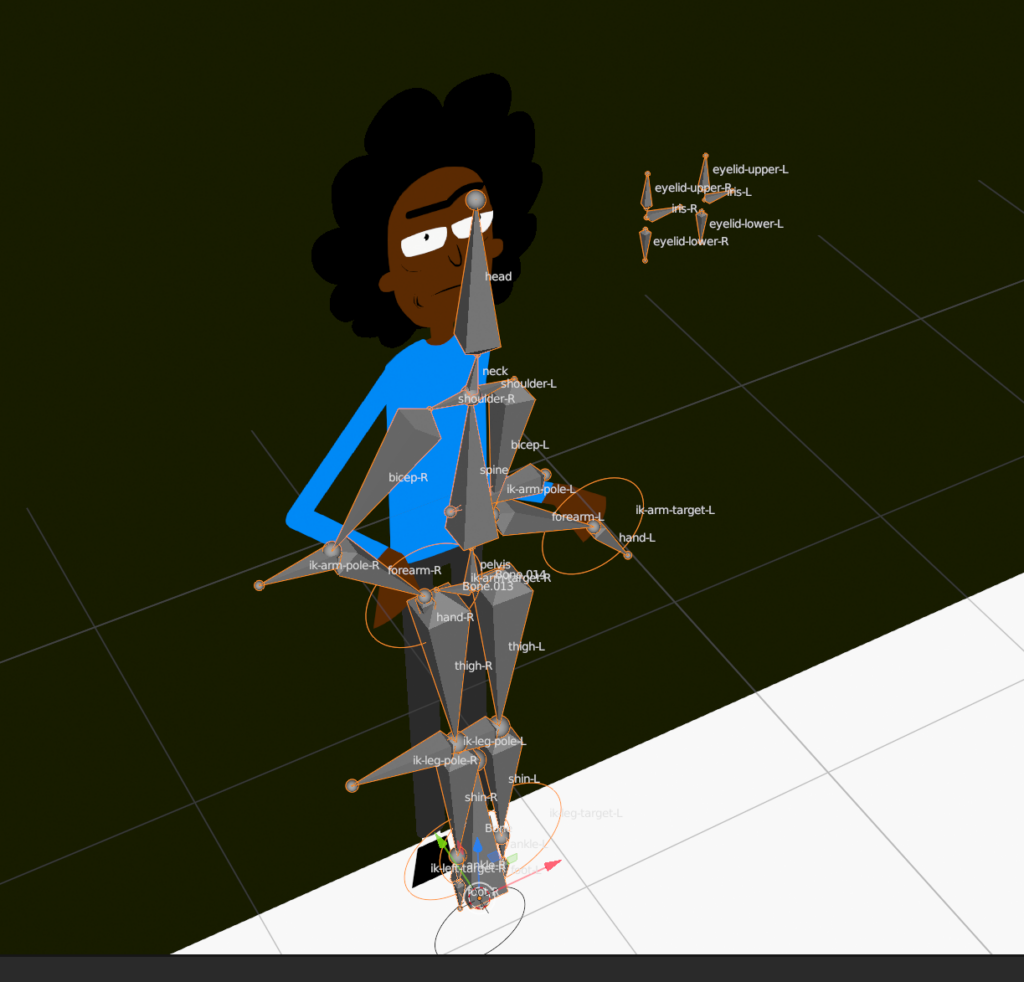 eyelid-upper-L
eyelid-upper-R
iris-L
iris-R
eyelid-lower-L
eyelid-lower-R
head
neck
shoulder-L
shoulder-R
bicep-L
spine
bicep-R
ik-arm-pole-L
ik-arm-target-L
forearm-L
hand-L
ik-arm-pole-R
forearm-R
pelvis
Bone.014
ik-arm-target-R
Bone.013
hand-R
thigh-L
thigh-R
ik-leg-pole-L
ik-leg-pole-R
shin-L
shin-R
ik-leg-target-L
ankle-L
ankle-R
ik-left-target-R
foot-R